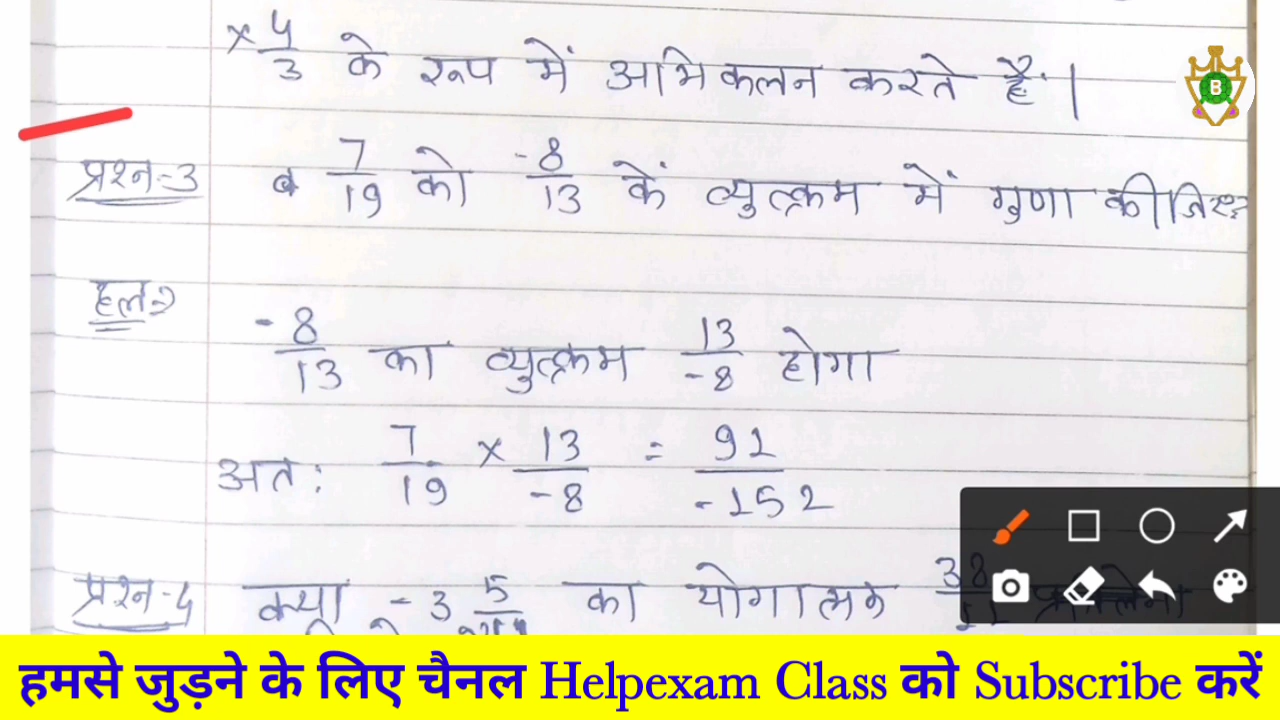 × 4/3 के रूप में अभिकलन करते हैं।
प्रश्न-3 7/19 को -8/13 कें व्युत्क्रम में गुणा कीजिए
हल→
-8/13 का व्युत्क्रम 13/-8 होगा
अतः 7/19 × 13/-8 = 91/-152
प्रश्न-4 क्या -3 5/ का योगात्मक 38/
B
हमसे जुड़ने के लिए चैनल Helpexam Class को Subscribe करें